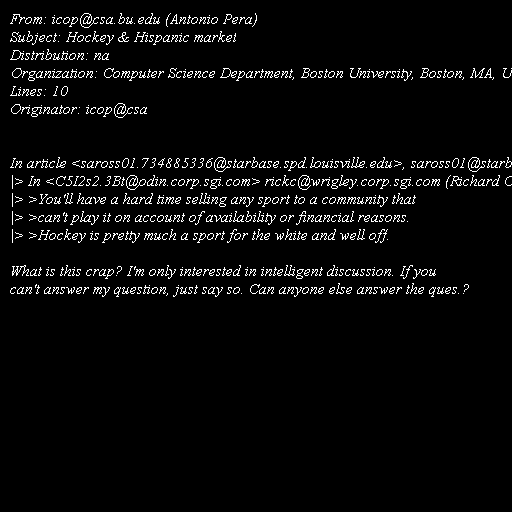 From: icop@csa.bu.edu (Antonio Pera)
Subject: Hockey & Hispanic market
Distribution: na
Organization: Computer Science Department, Boston University, Boston, MA, U
Lines: 10
Originator: icop@csa
In article <saross01.734885336@starbase.spd.louisville.edu>, saross01@starb
|> In <C5I2s2.3Bt@odin.corp.sgi.com> rickc@wrigley.corp.sgi.com (Richard C
|> >You'll have a hard time selling any sport to a community that
|> >can't play it on account of availability or financial reasons.
|> >Hockey is pretty much a sport for the white and well off.
What is this crap? I'm only interested in intelligent discussion. If you
can't answer my question, just say so. Can anyone else answer the ques.?